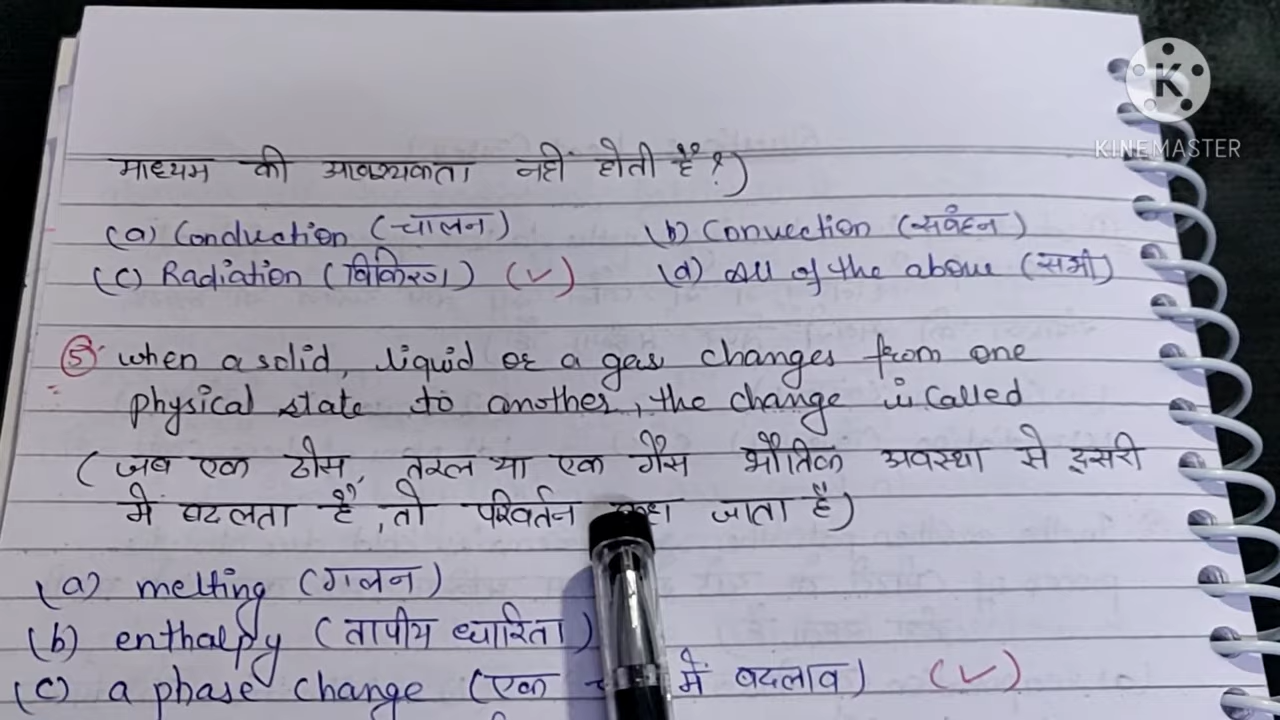 माध्यम की आवश्यकता नही होती है?)
(a) Conduction (चालन)
(b) Convection (संवहन)
(c) Radiation (विकिरण) (✓)
(d) all of the above (सभी)
(5) when a solid, liquid or a gas changes from one
physical state to another, the change is called
(जब एक ठोस, तरल या एक गैस भौतिक अवस्था से दूसरी
में बदलता है, तो परिवर्तन जाता है)
(a) melting (गलन)
(b) enthalpy (तापीय ध्यारिता)
(c) a phase change (एक में बदलाव) (✓)
K
KINEMASTER